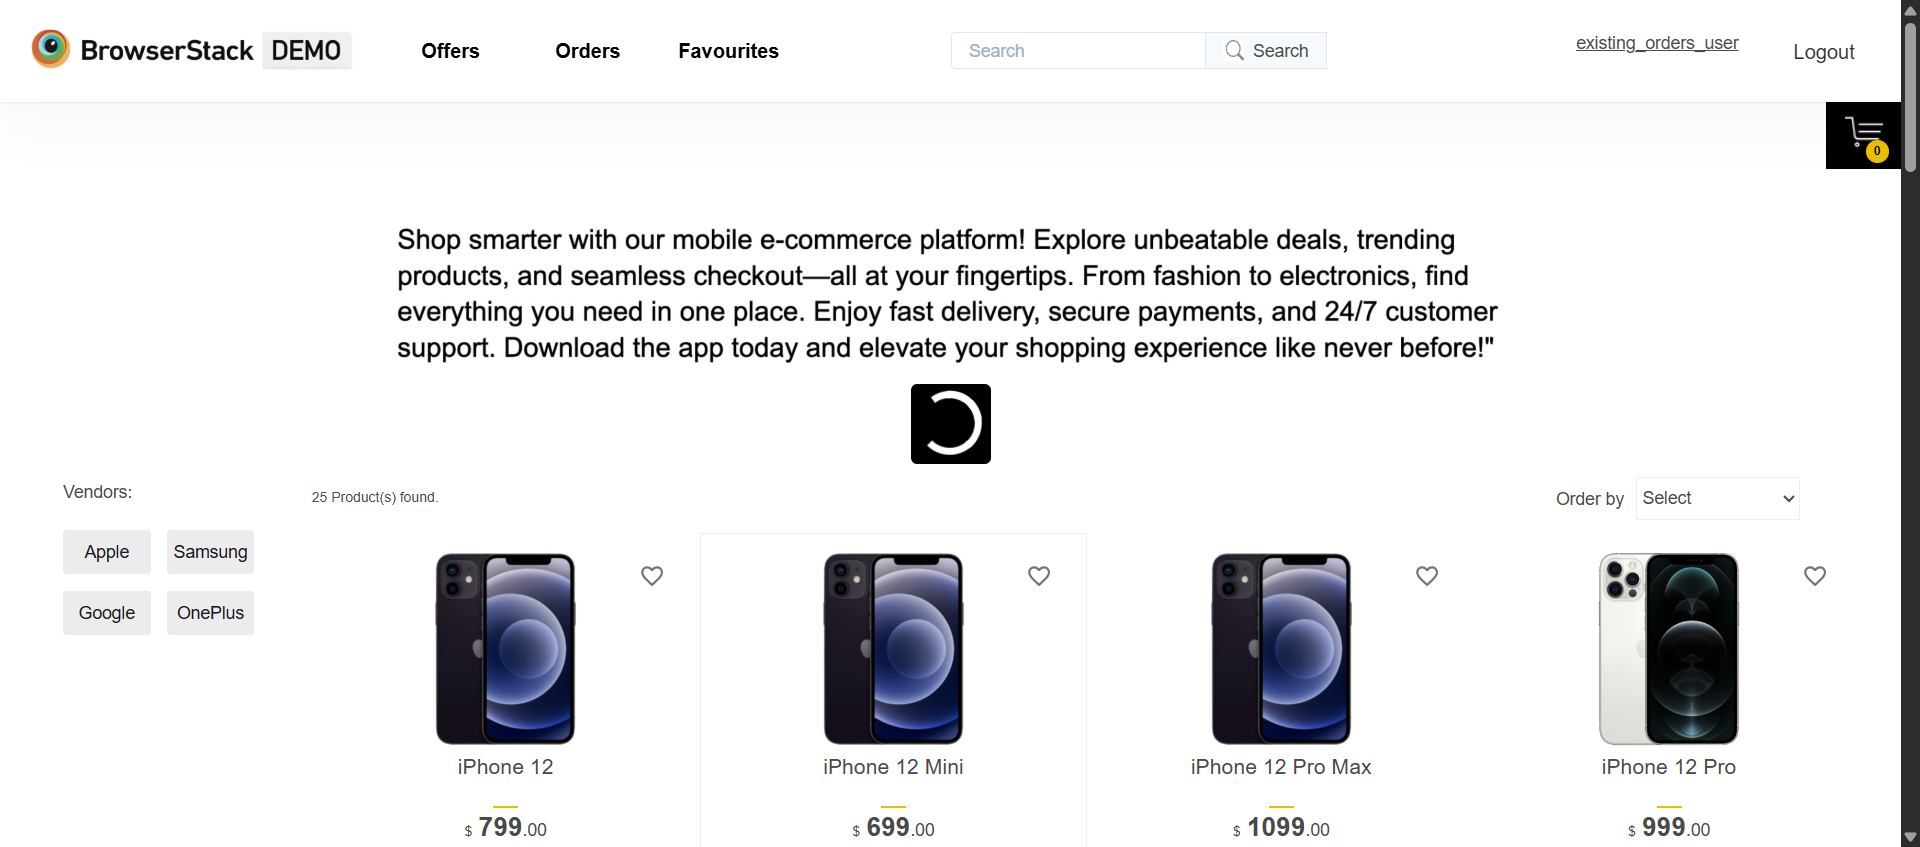 BrowserStack DEMO
Offers
Orders
Favourites
Search
Search
existing_orders_user
Logout
0
Shop smarter with our mobile e-commerce platform! Explore unbeatable deals, trending
products, and seamless checkout—all at your fingertips. From fashion to electronics, find
everything you need in one place. Enjoy fast delivery, secure payments, and 24/7 customer
support. Download the app today and elevate your shopping experience like never before!"
Vendors:
Apple
Samsung
Google
OnePlus
25 Product(s) found.
Order by
Select
iPhone 12
$ 799.00
iPhone 12 Mini
$ 699.00
iPhone 12 Pro Max
$ 1099.00
iPhone 12 Pro
$ 999.00